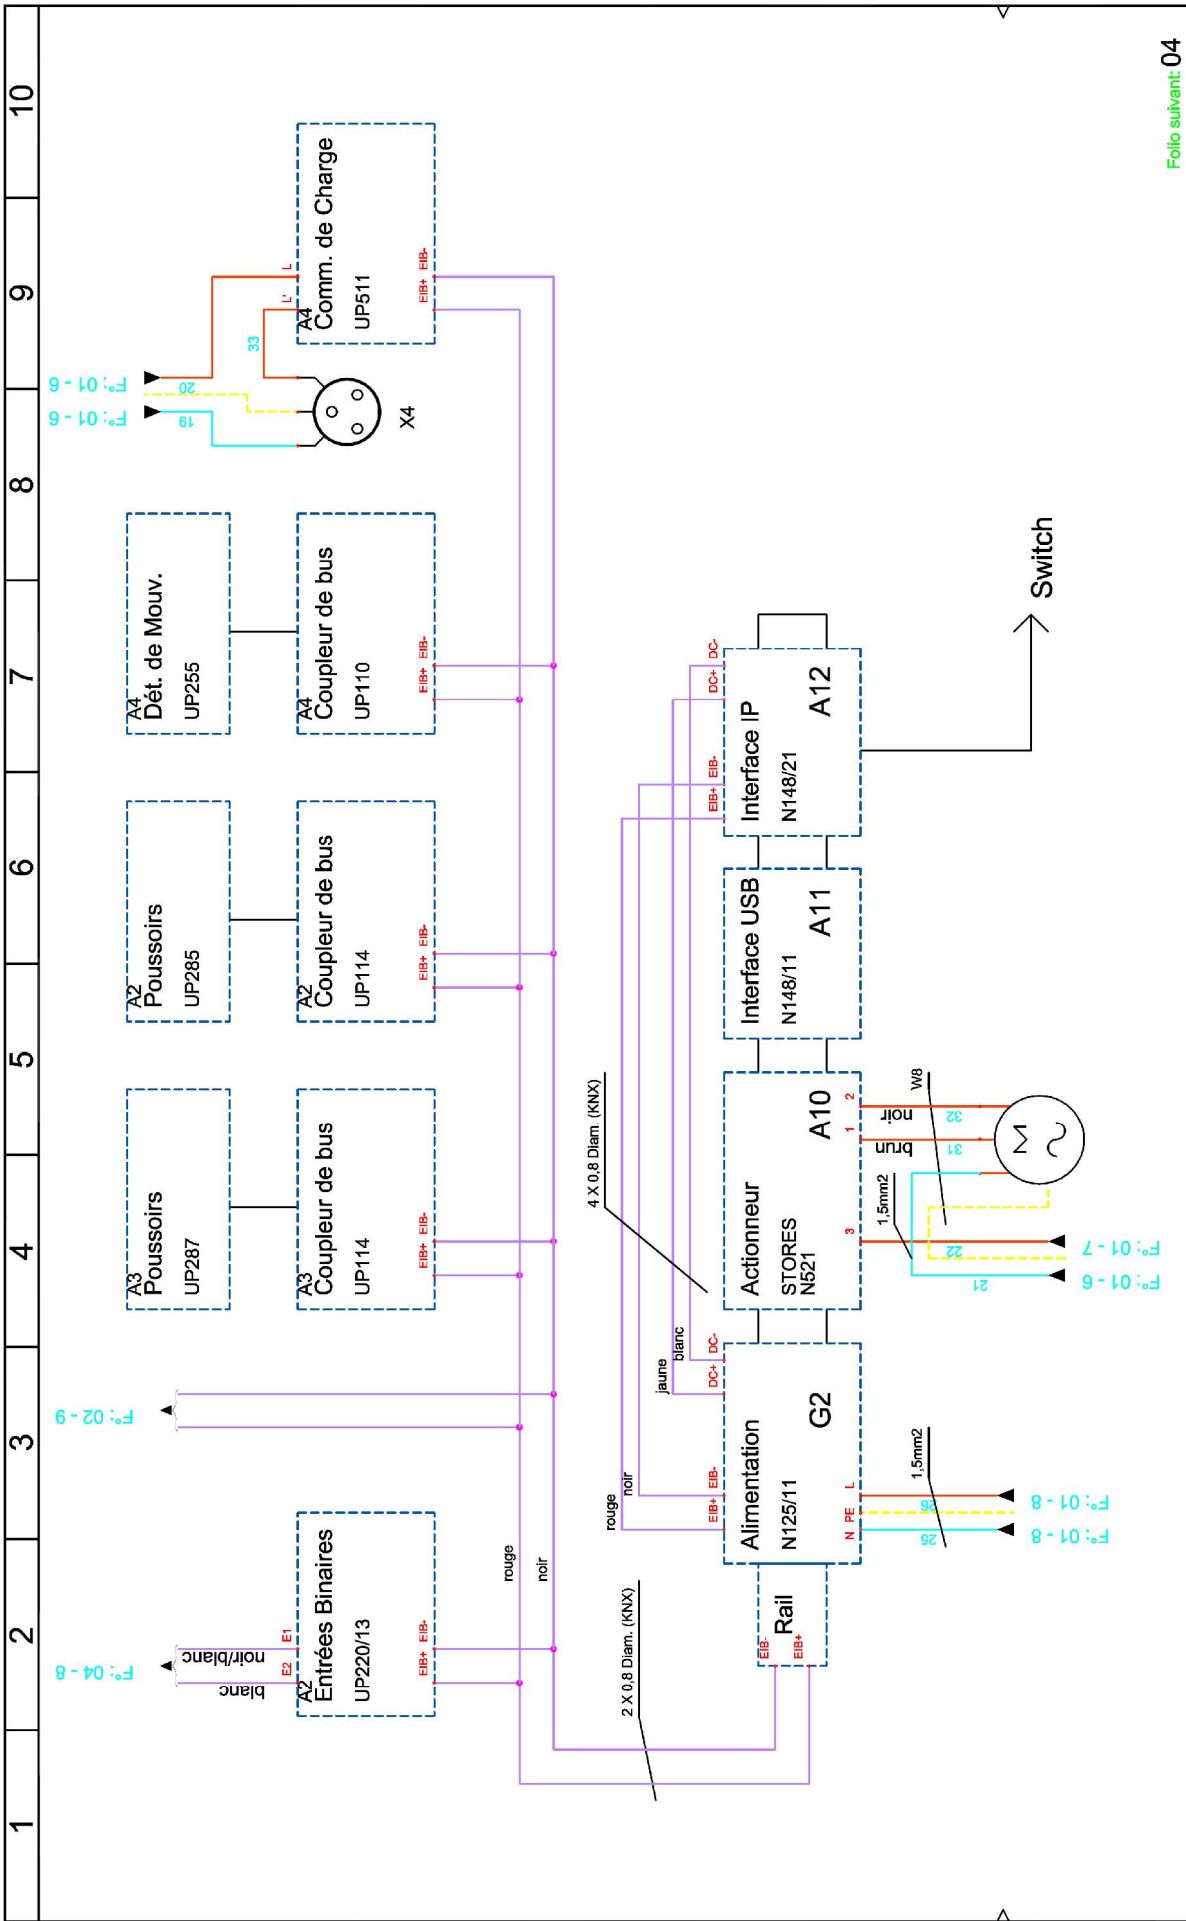 1 2 3 4 5 6 7 8 9 10
F°: 04 - 8
blanc
noir/blanc
E2 E1
A2
Entrées Binaires
UP220/13
EIB+ EIB-
F°: 02 - 9
A3
Poussoirs
UP287
A3
Coupleur de bus
UP114
EIB+ EIB-
A2
Poussoirs
UP285
A2
Coupleur de bus
UP114
EIB+ EIB-
A4
Dét. de Mouv.
UP255
A4
Coupleur de bus
UP110
EIB+ EIB-
F°: 01 - 6
F°: 01 - 6
19
20
33
X4
L' L
A4
Comm. de Charge
UP511
EIB+ EIB-
rouge
noir
2 X 0,8 Diam. (KNX)
4 X 0,8 Diam. (KNX)
rouge
noir
jaune
blanc
Rail
EIB-
EIB+
EIB+ EIB-
DC+ DC-
Alimentation
N125/11
G2
N PE L
25
26
1,5mm2
F°: 01 - 8
F°: 01 - 8
Actionneur
STORES
N521
A10
3 1 2
brun
noir
31
32
W8
1,5mm2
21
22
M
F°: 01 - 6
F°: 01 - 7
Interface USB
N148/11
A11
EIB+ EIB-
DC+ DC-
Interface IP
N148/21
A12
Switch
Folio suivant: 04